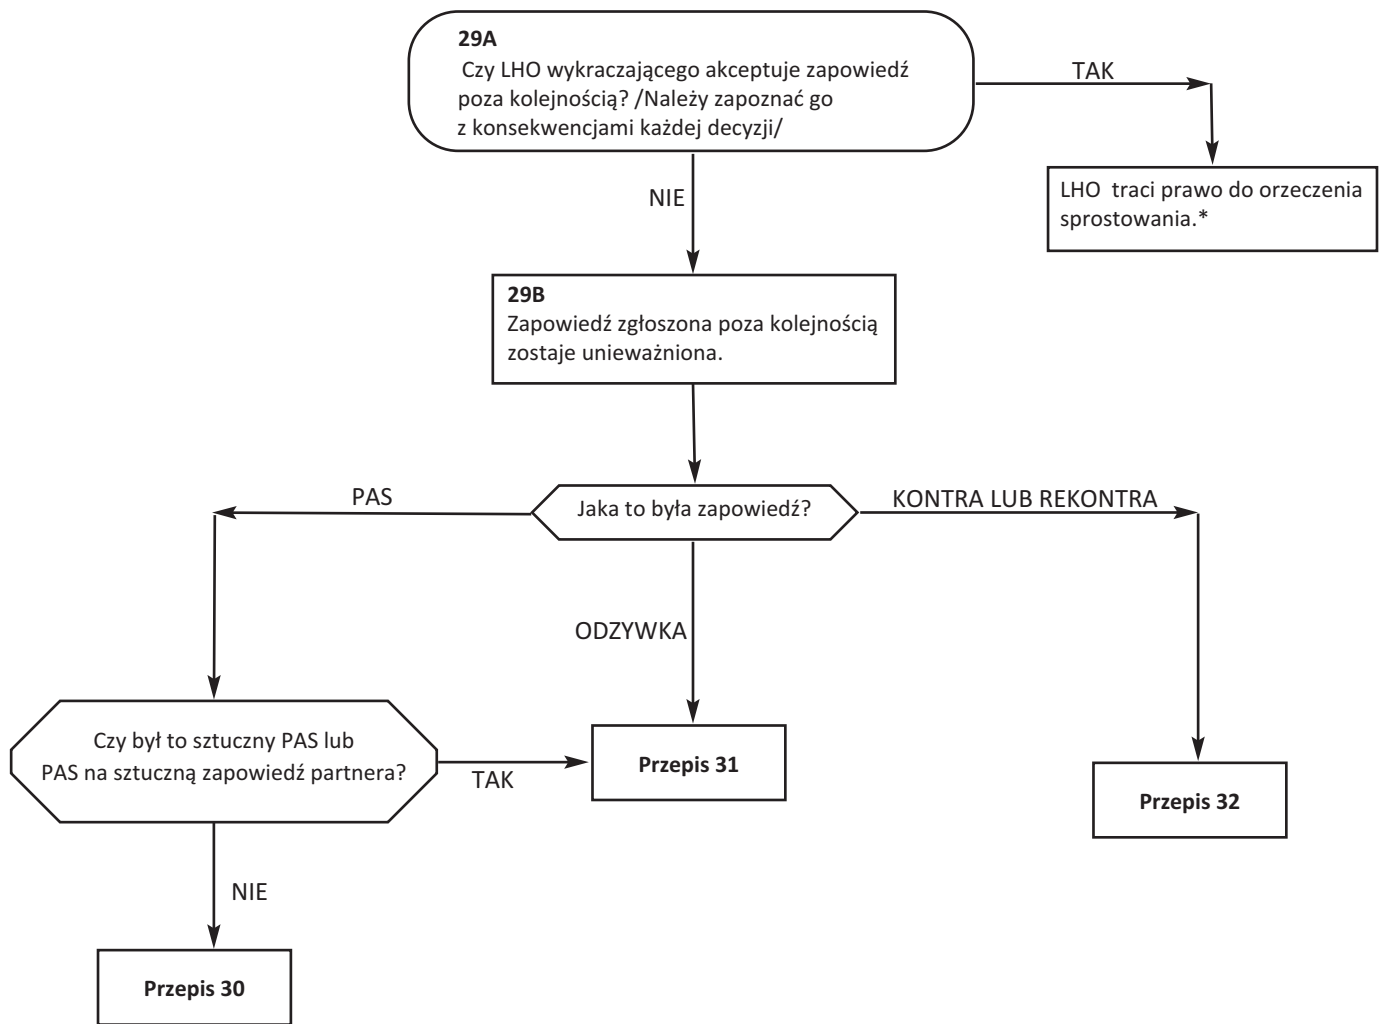 29A
Czy LHO wykraczającego akceptuje zapowiedź
poza kolejnością? /Należy zapoznać go
z konsekwencjami każdej decyzji/
TAK
LHO traci prawo do orzeczenia
sprostowania.*
NIE
29B
Zapowiedź zgłoszona poza kolejnością
zostaje unieważniona.
PAS
Jaka to była zapowiedź?
KONTRA LUB REKONTRA
ODZYWKA
Czy był to sztuczny PAS lub
PAS na sztuczną zapowiedź partnera?
TAK
Przepis 31
Przepis 32
NIE
Przepis 30